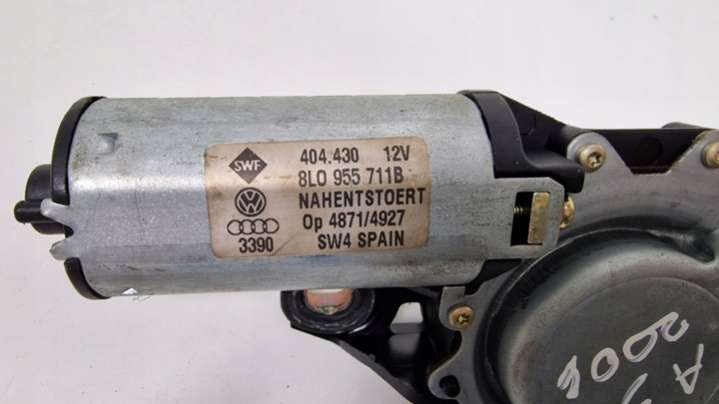 SWF 404.430 12V
8L0 955 711B
NAHENTSTOERT
Op 4871/4927
3390 SW4 SPAIN
A